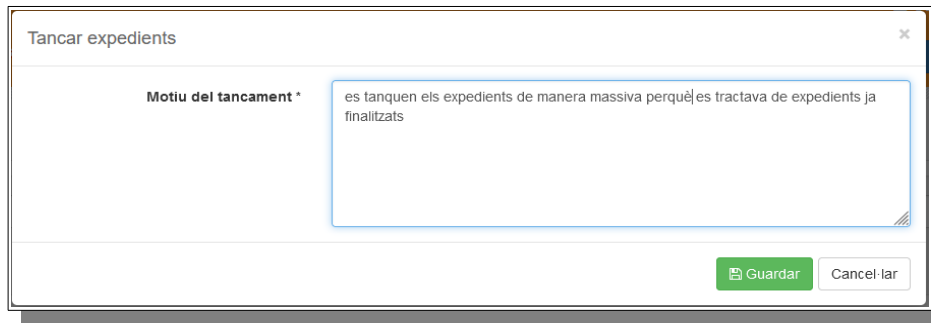 Tancar expedients
×
Motiu del tancament *
es tanquen els expedients de manera massiva perquè es tractava de expedients ja
finalitzats
Guardar
Cancel·lar